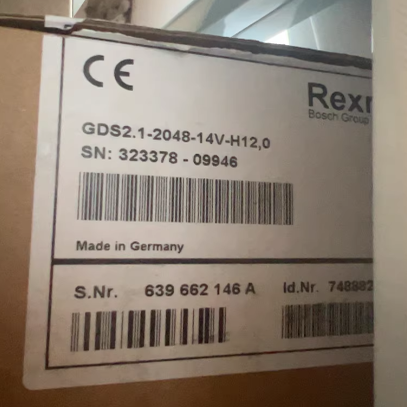 CE
Rexr
Bosch Group
GDS2.1-2048-14V-H12,0
SN: 323378 - 09946
Made in Germany
S.Nr. 639 662 146 A Id.Nr. 748882